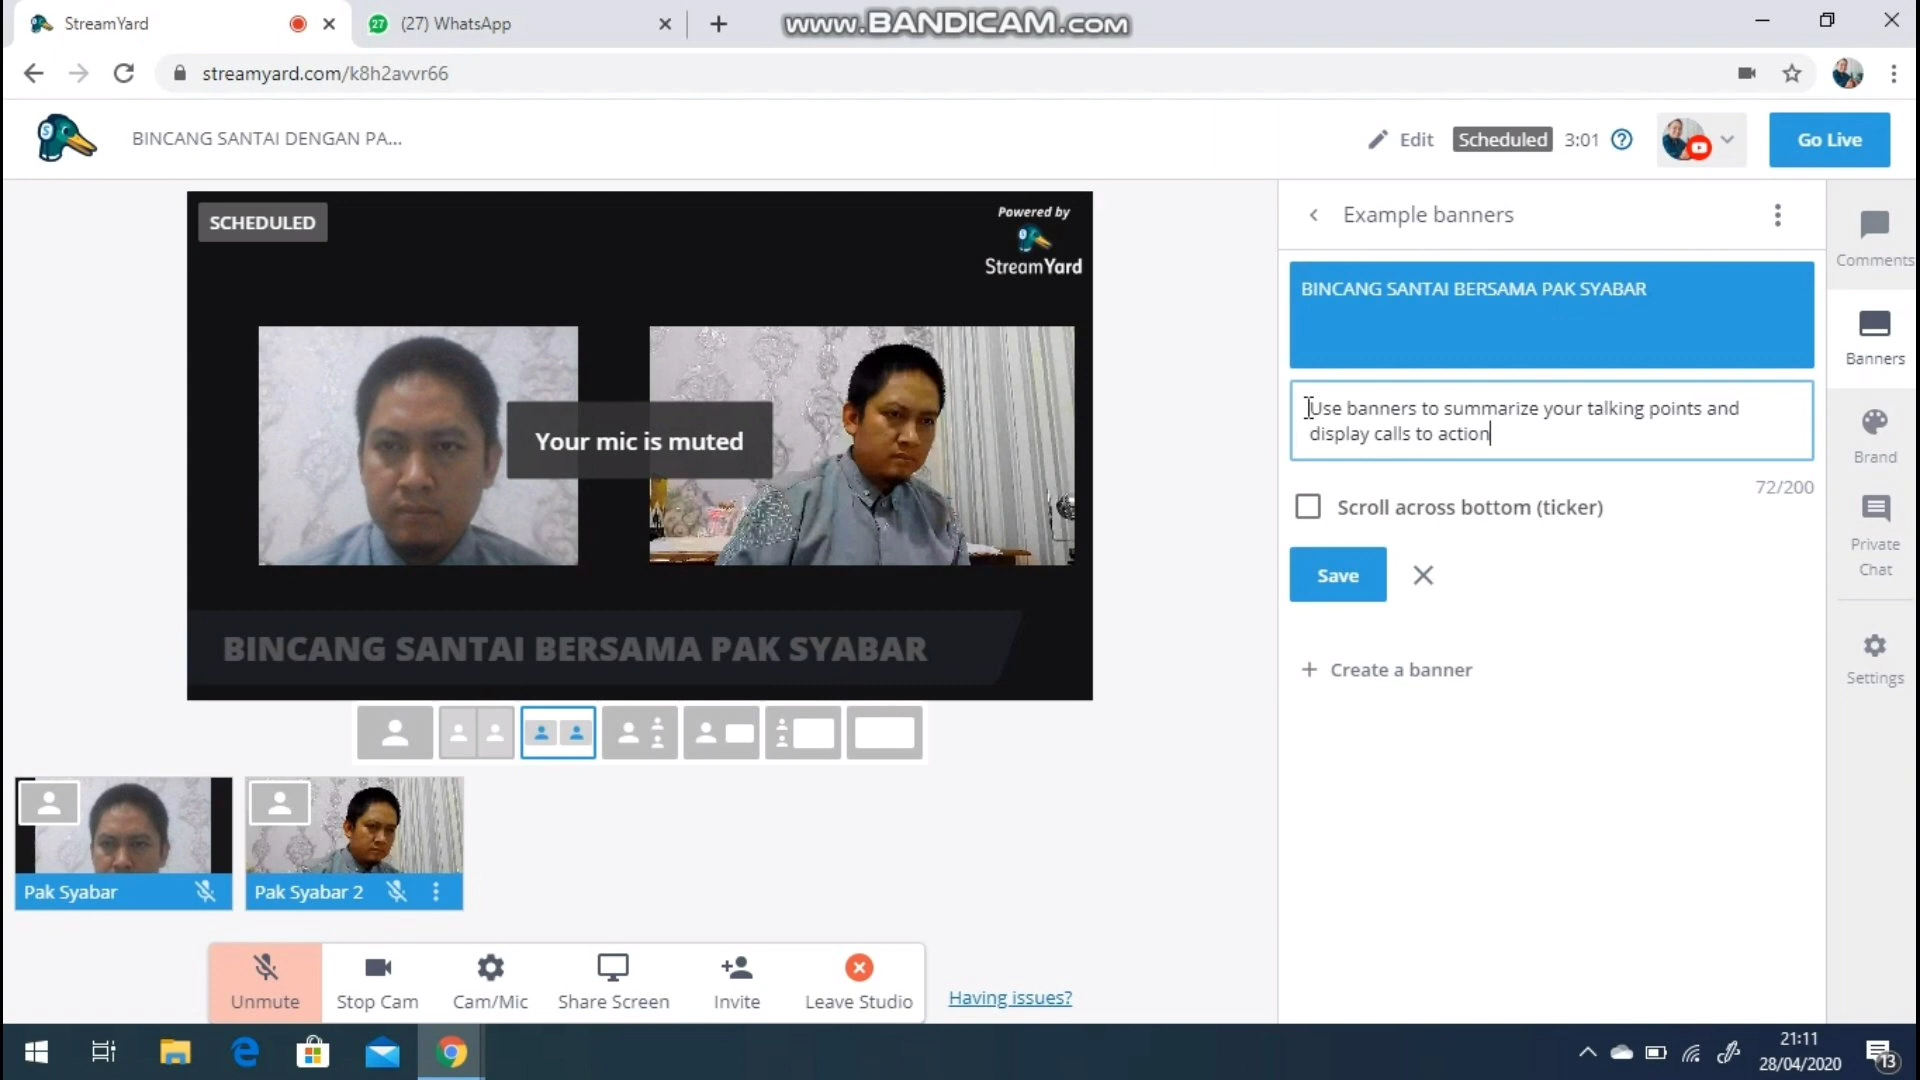 StreamYard
27
(27) WhatsApp
www.BANDICAM.com
streamyard.com/k8h2avvr66
BINCANG SANTAI DENGAN PA...
Edit
Scheduled
3:01
Go Live
SCHEDULED
Powered by
StreamYard
Your mic is muted
BINCANG SANTAI BERSAMA PAK SYABAR
Example banners
BINCANG SANTAI BERSAMA PAK SYABAR
Use banners to summarize your talking points and
display calls to action
72/200
Scroll across bottom (ticker)
Save
+ Create a banner
Comments
Banners
Brand
Private
Chat
Settings
Pak Syabar
Pak Syabar 2
Unmute
Stop Cam
Cam/Mic
Share Screen
Invite
Leave Studio
Having issues?
21:11
28/04/2020
13